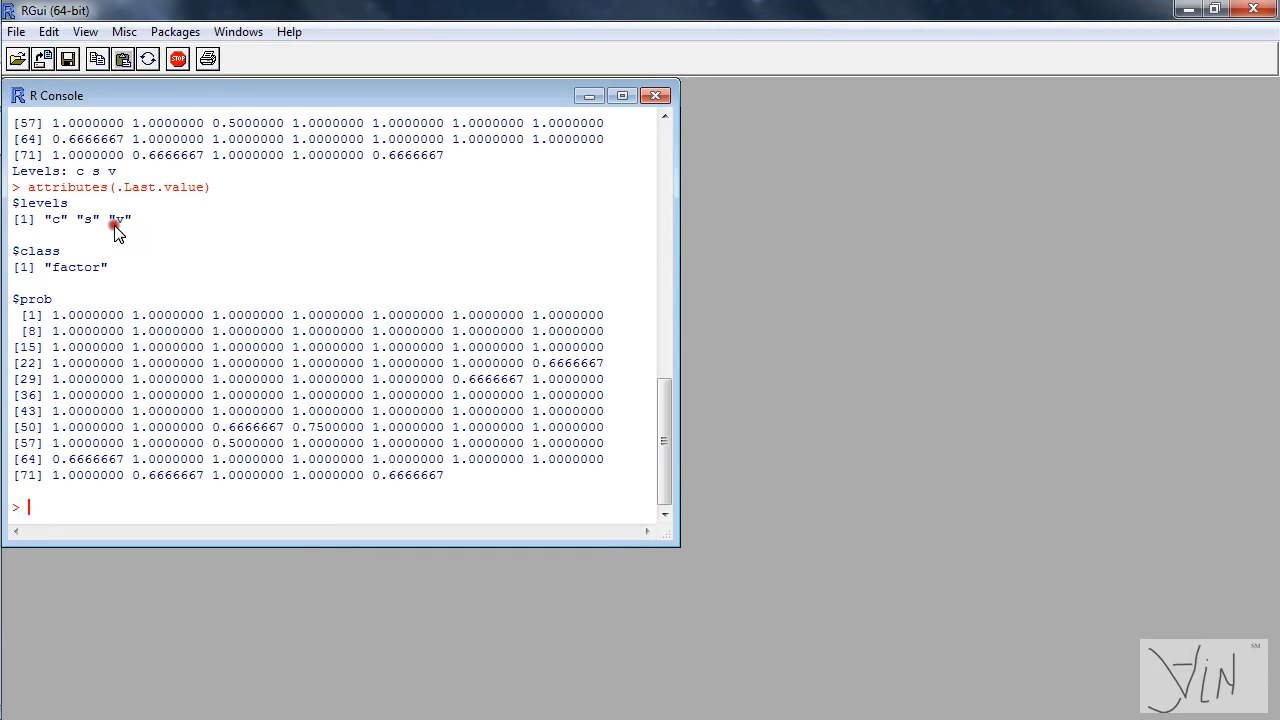 RGui (64-bit)
File Edit View Misc Packages Windows Help
STOP
R Console
[57] 1.0000000 1.0000000 0.5000000 1.0000000 1.0000000 1.0000000 1.0000000
[64] 0.6666667 1.0000000 1.0000000 1.0000000 1.0000000 1.0000000 1.0000000
[71] 1.0000000 0.6666667 1.0000000 1.0000000 0.6666667
Levels: c s v
> attributes(.Last.value)
$levels
[1] "c" "s" "v"
$class
[1] "factor"
$prob
[1] 1.0000000 1.0000000 1.0000000 1.0000000 1.0000000 1.0000000 1.0000000
[8] 1.0000000 1.0000000 1.0000000 1.0000000 1.0000000 1.0000000 1.0000000
[15] 1.0000000 1.0000000 1.0000000 1.0000000 1.0000000 1.0000000 1.0000000
[22] 1.0000000 1.0000000 1.0000000 1.0000000 1.0000000 1.0000000 0.6666667
[29] 1.0000000 1.0000000 1.0000000 1.0000000 1.0000000 0.6666667 1.0000000
[36] 1.0000000 1.0000000 1.0000000 1.0000000 1.0000000 1.0000000 1.0000000
[43] 1.0000000 1.0000000 1.0000000 1.0000000 1.0000000 1.0000000 1.0000000
[50] 1.0000000 1.0000000 0.6666667 0.7500000 1.0000000 1.0000000 1.0000000
[57] 1.0000000 1.0000000 0.5000000 1.0000000 1.0000000 1.0000000 1.0000000
[64] 0.6666667 1.0000000 1.0000000 1.0000000 1.0000000 1.0000000 1.0000000
[71] 1.0000000 0.6666667 1.0000000 1.0000000 0.6666667
>
SM